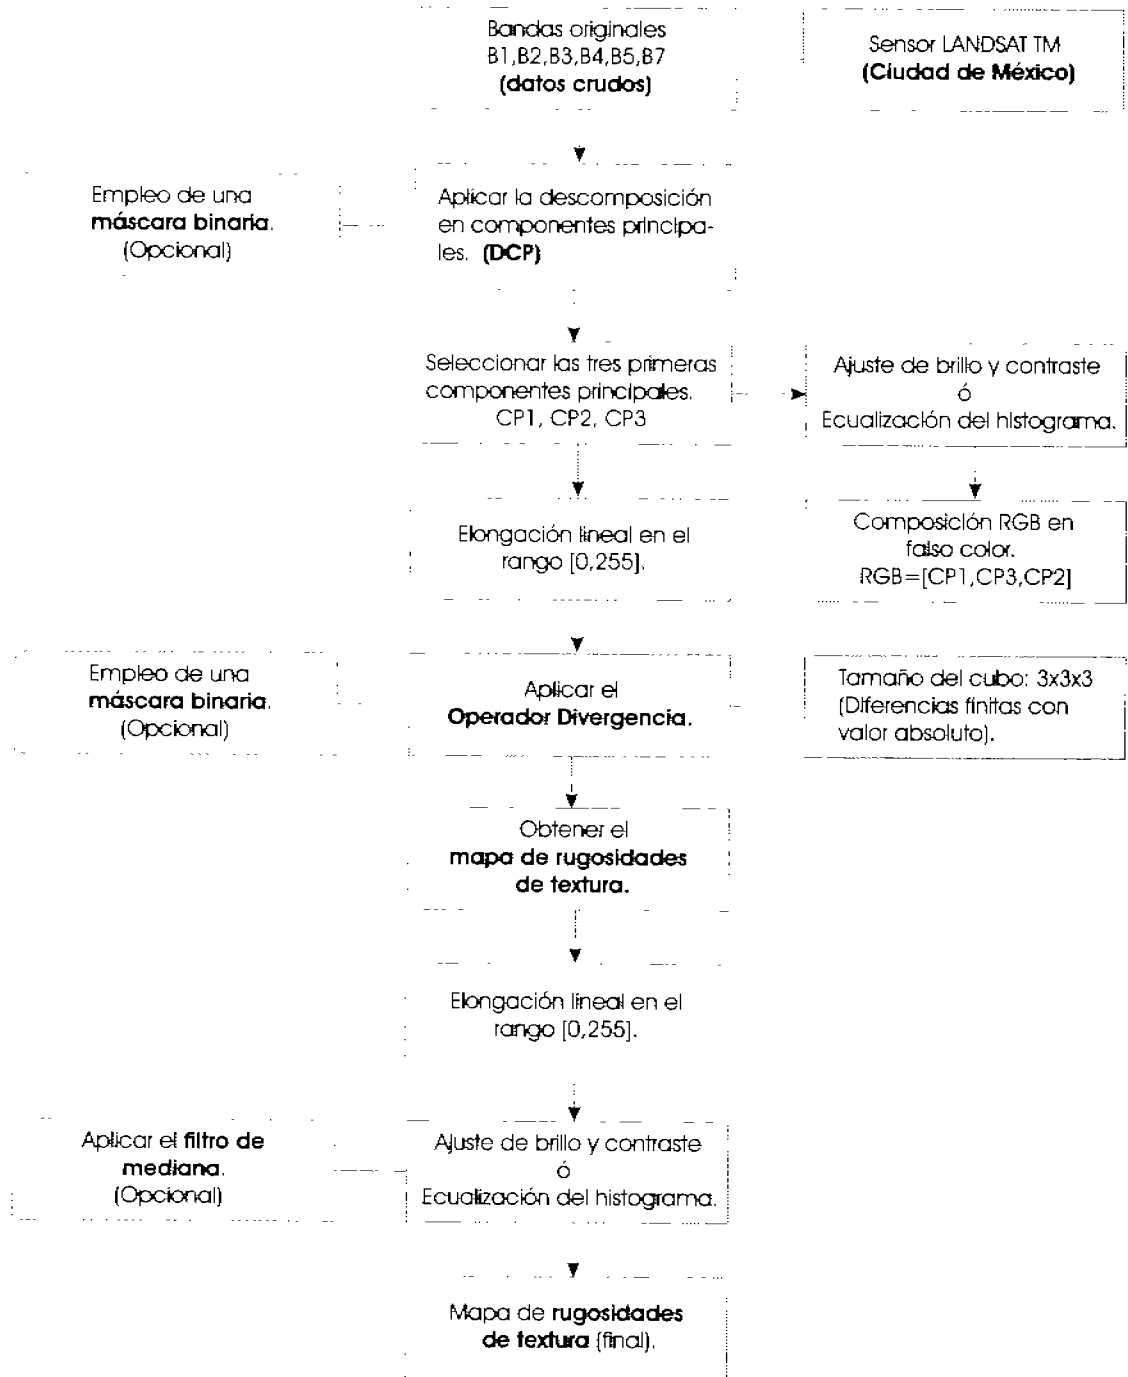 Bandas originales
B1,B2,B3,B4,B5,B7
(datos crudos)
Sensor LANDSAT TM
(Ciudad de México)
Empleo de una
máscara binaria.
(Opcional)
Aplicar la descomposición
en componentes principa-
les. (DCP)
Seleccionar las tres primeras
componentes principales.
CP1, CP2, CP3
Ajuste de brillo y contraste
ó
Ecualización del histograma.
Elongación lineal en el
rango [0,255].
Composición RGB en
falso color.
RGB=[CP1,CP3,CP2]
Empleo de una
máscara binaria.
(Opcional)
Aplicar el
Operador Divergencia.
Tamaño del cubo: 3x3x3
(Diferencias finitas con
valor absoluto).
Obtener el
mapa de rugosidades
de textura.
Elongación lineal en el
rango [0,255].
Aplicar el filtro de
mediana.
(Opcional)
Ajuste de brillo y contraste
ó
Ecualización del histograma.
Mapa de rugosidades
de textura (final).